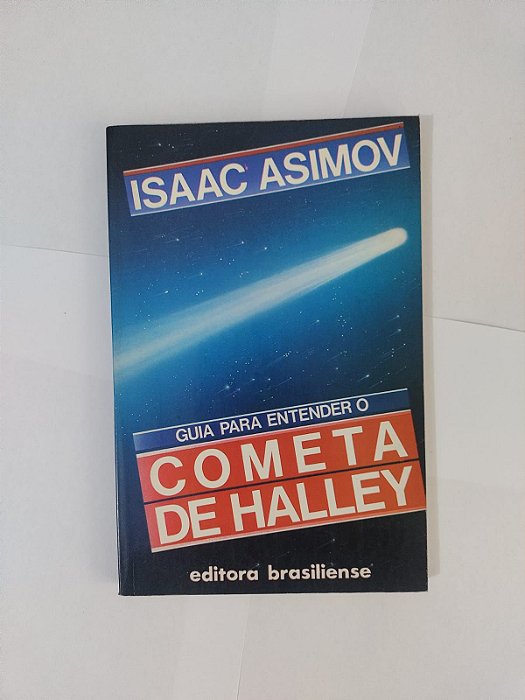 ISAAC ASIMOV
GUIA PARA ENTENDER O
COMETA
DE HALLEY
editora brasiliense